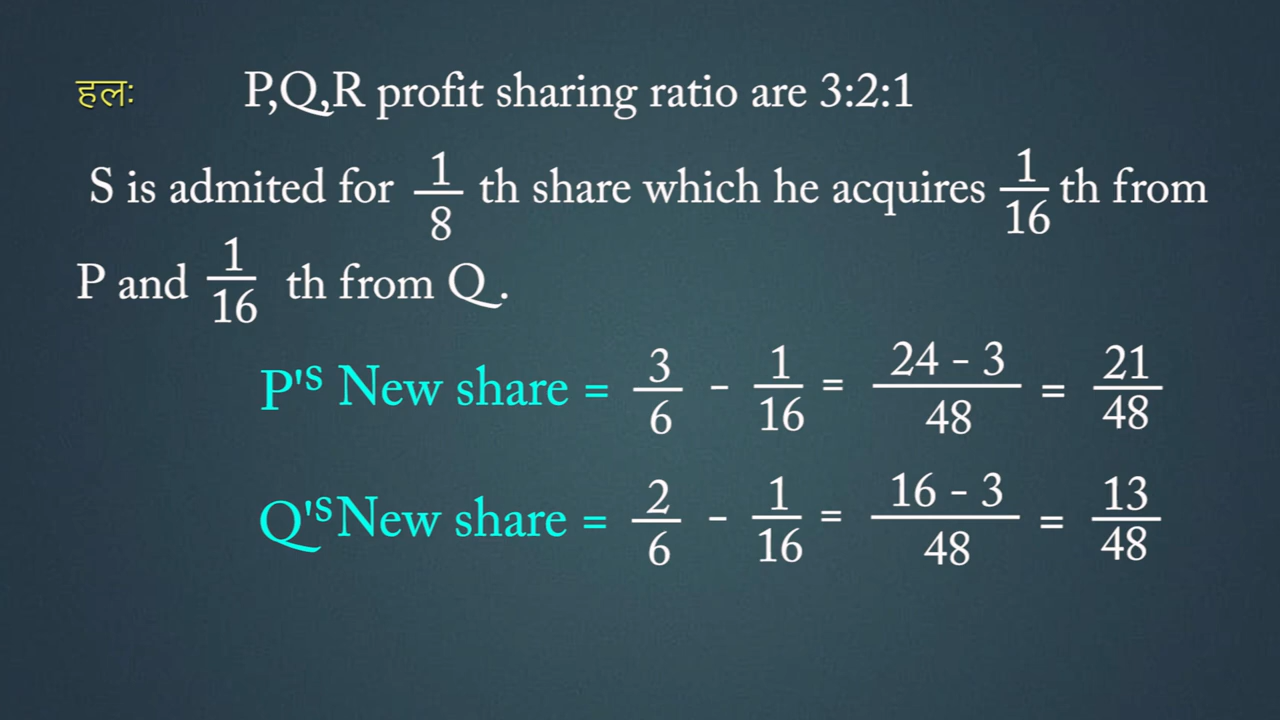 हलः P,Q,R profit sharing ratio are 3:2:1
S is admited for 1/8 th share which he acquires 1/16 th from
P and 1/16 th from Q.
P's New share = 3/6 - 1/16 = (24 - 3)/48 = 21/48
Q's New share = 2/6 - 1/16 = (16 - 3)/48 = 13/48